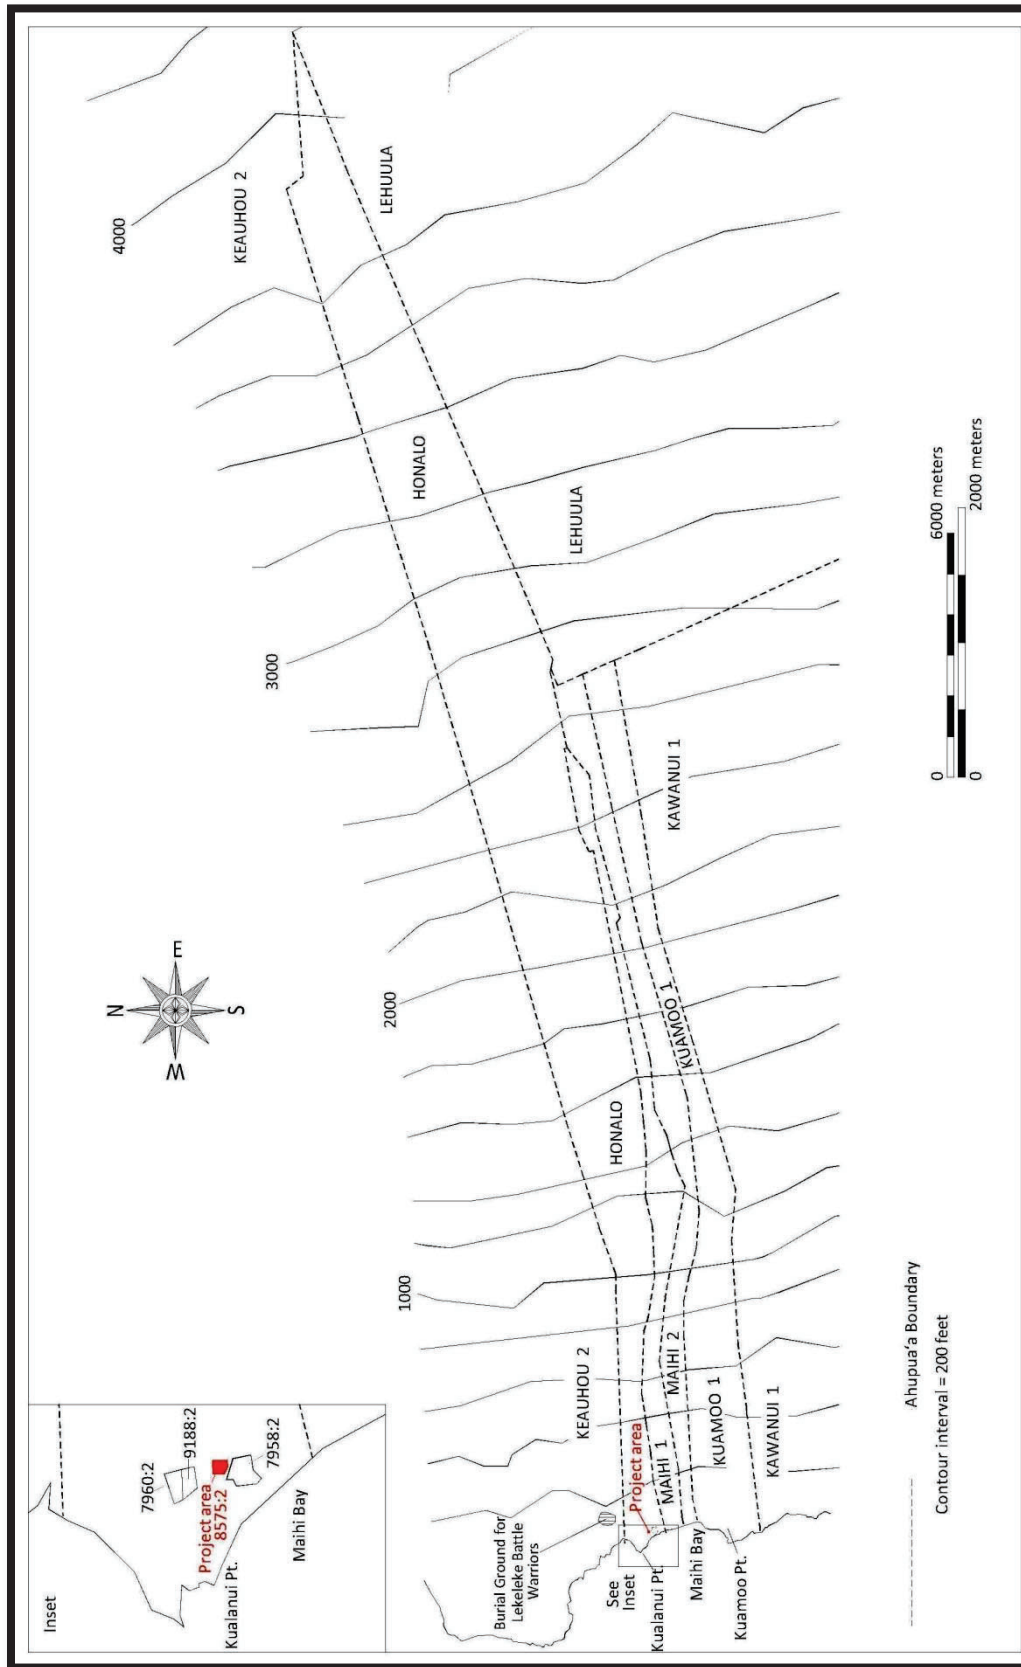 Inset
7960:2
9188:2
Project area
8575:2
7958:2
Kualanui Pt.
Maihi Bay
N
E
S
W
4000
3000
2000
1000
KEAUHOU 2
LEHUULA
HONALO
LEHUULA
KAWANUI 1
KUAMOO 1
HONALO
KEAUHOU 2
MAIHI 2
MAIHI 1
KUAMOO 1
KAWANUI 1
Project area
Burial Ground for
Lekeleke Battle
Warriors
See
Inset
Kualanui Pt.
Maihi Bay
Kuamoo Pt.
Ahupua‘a Boundary
Contour interval = 200 feet
0
6000 meters
0
2000 meters